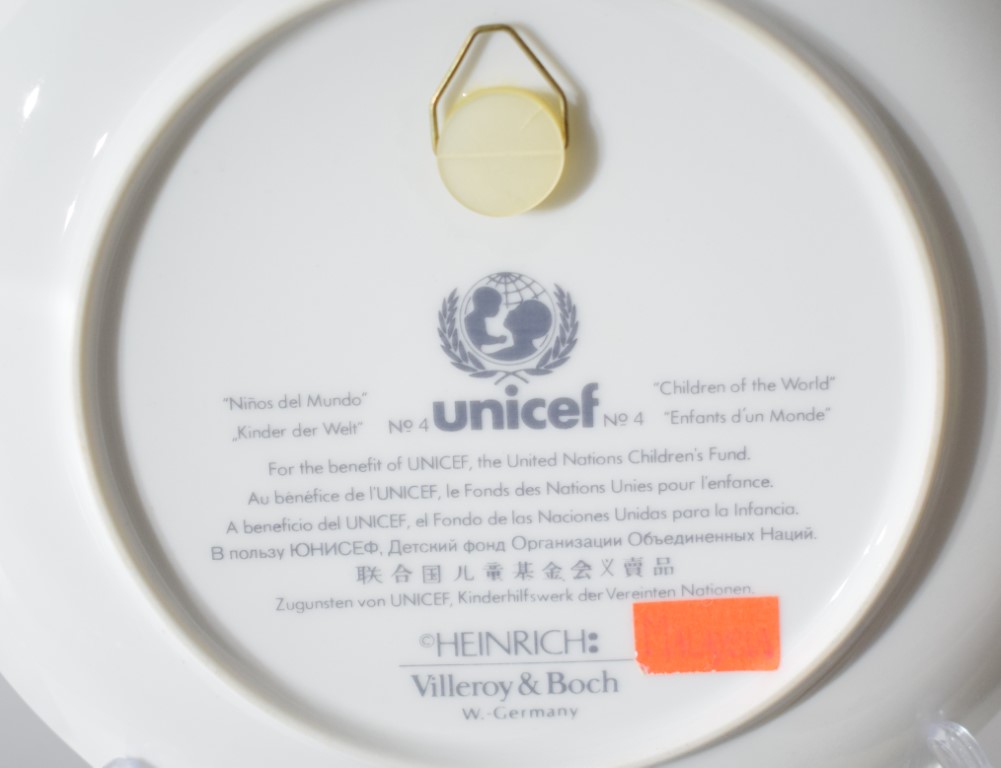 "Niños del Mundo" "Children of the World"
„Kinder der Welt" Nº 4 unicef Nº 4 "Enfants d'un Monde"
For the benefit of UNICEF, the United Nations Children's Fund.
Au bénéfice de l'UNICEF, le Fonds des Nations Unies pour l'enfance.
A beneficio del UNICEF, el Fondo de las Naciones Unidas para la Infancia.
В пользу ЮНИСЕФ, Детский фонд Организации Объединенных Наций.
联合国儿童基金会义賣品
Zugunsten von UNICEF, Kinderhilfswerk der Vereinten Nationen.
©HEINRICH:
Villeroy & Boch
W.-Germany